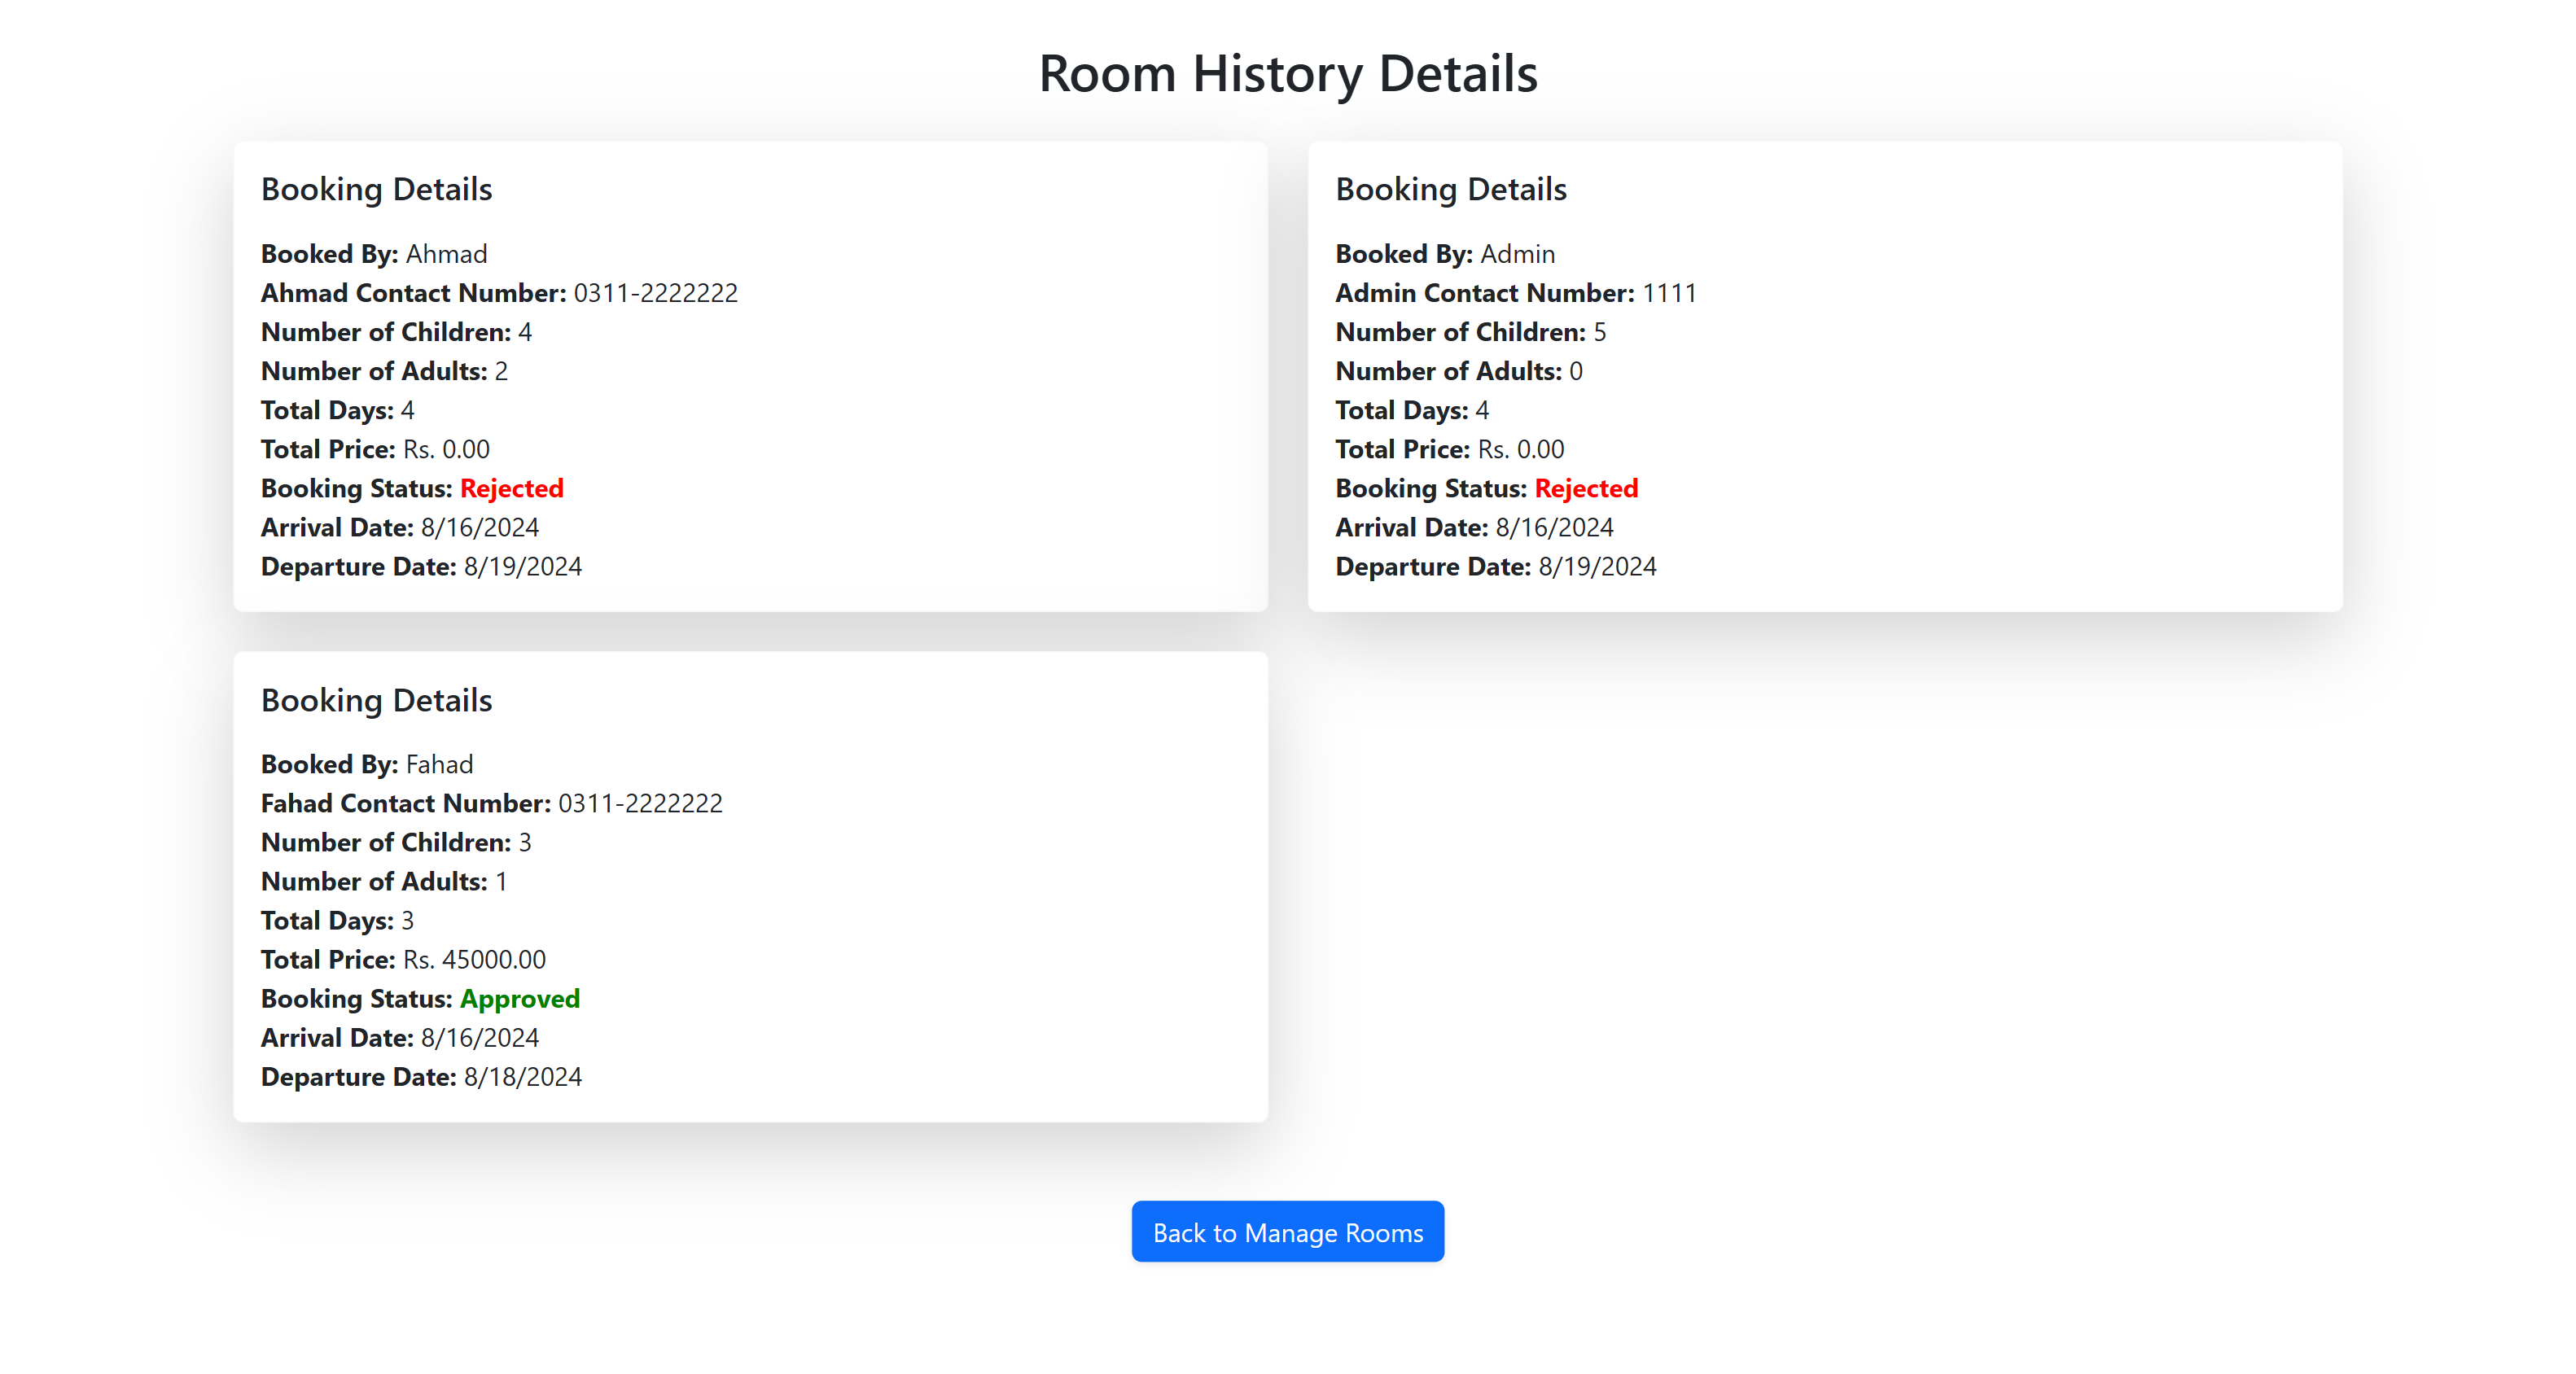 Room History Details
Booking Details
Booked By: Ahmad
Ahmad Contact Number: 0311-2222222
Number of Children: 4
Number of Adults: 2
Total Days: 4
Total Price: Rs. 0.00
Booking Status: Rejected
Arrival Date: 8/16/2024
Departure Date: 8/19/2024
Booking Details
Booked By: Admin
Admin Contact Number: 1111
Number of Children: 5
Number of Adults: 0
Total Days: 4
Total Price: Rs. 0.00
Booking Status: Rejected
Arrival Date: 8/16/2024
Departure Date: 8/19/2024
Booking Details
Booked By: Fahad
Fahad Contact Number: 0311-2222222
Number of Children: 3
Number of Adults: 1
Total Days: 3
Total Price: Rs. 45000.00
Booking Status: Approved
Arrival Date: 8/16/2024
Departure Date: 8/18/2024
Back to Manage Rooms